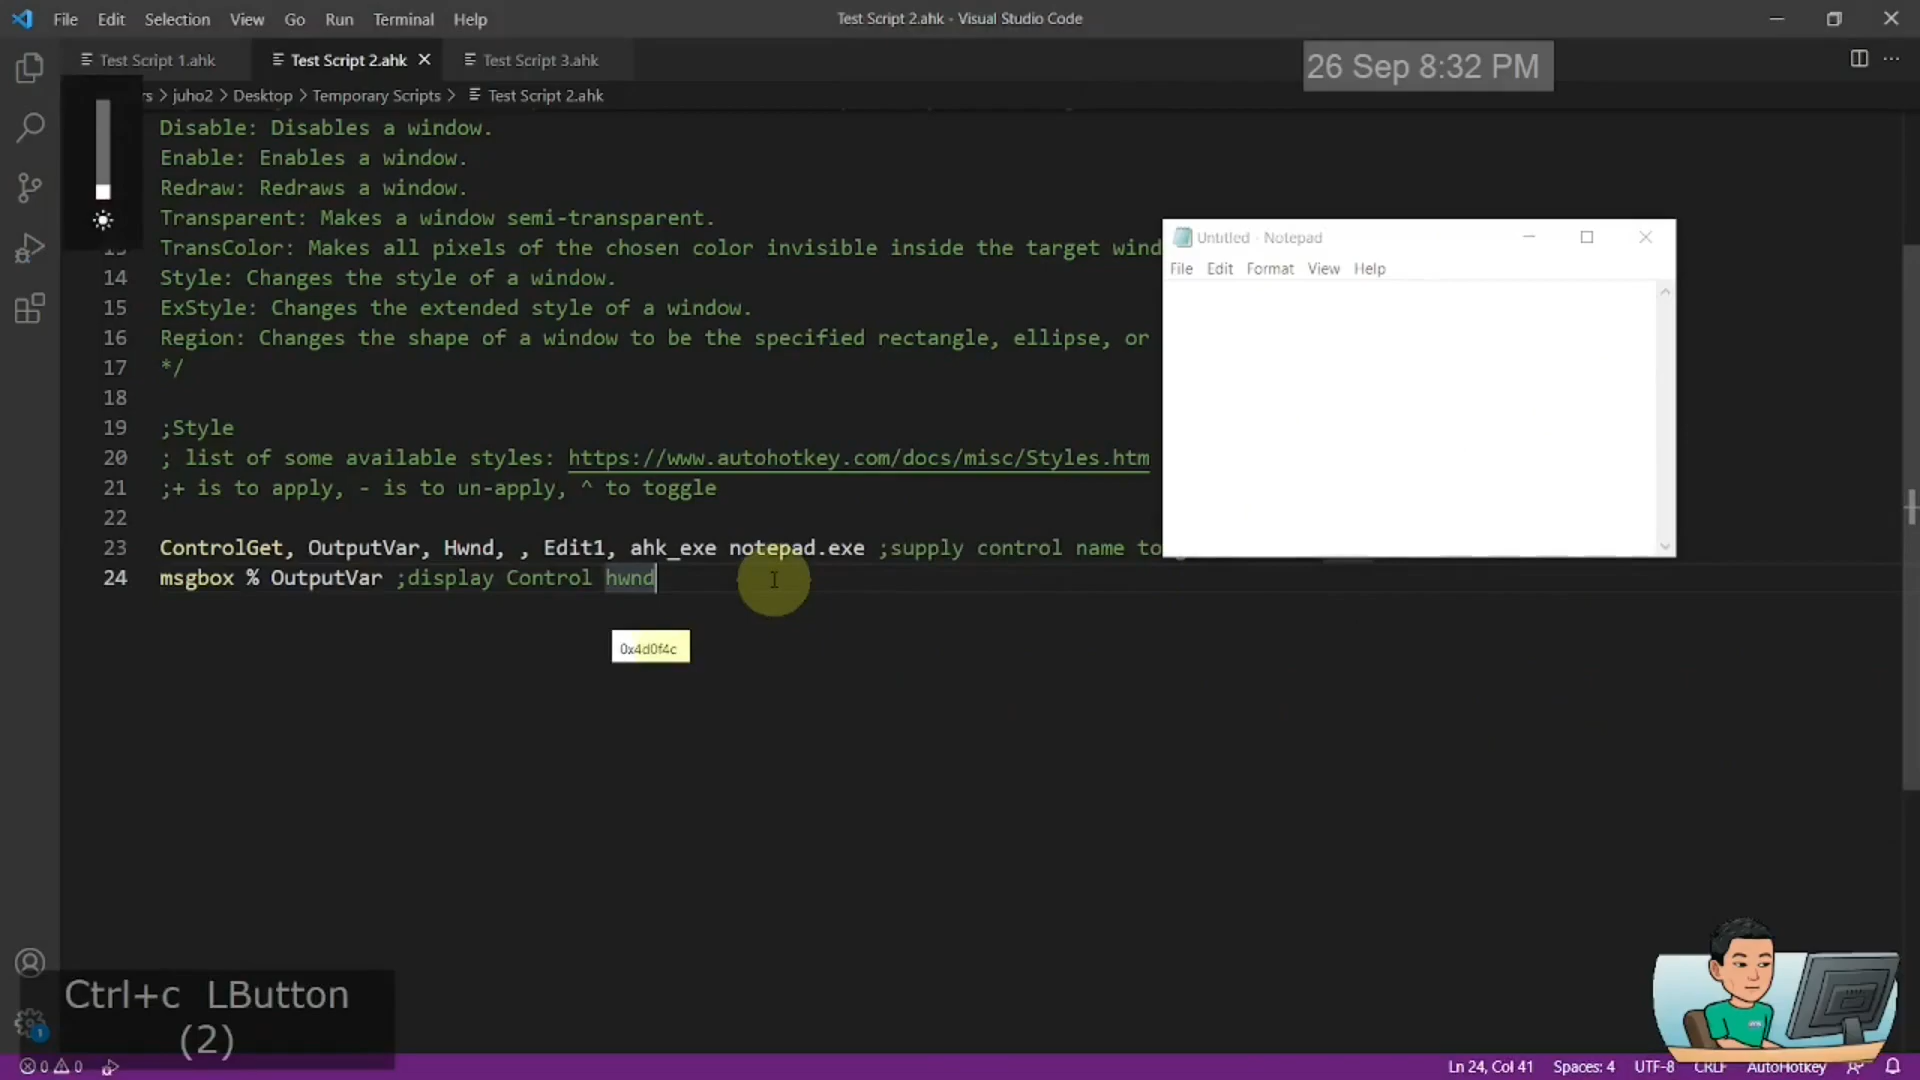 File Edit Selection View Go Run Terminal Help
Test Script 2.ahk - Visual Studio Code
Test Script 1.ahk
Test Script 2.ahk
Test Script 3.ahk
26 Sep 8:32 PM
rs > juho2 > Desktop > Temporary Scripts > Test Script 2.ahk
Disable: Disables a window.
Enable: Enables a window.
Redraw: Redraws a window.
Transparent: Makes a window semi-transparent.
TransColor: Makes all pixels of the chosen color invisible inside the target wind
14 Style: Changes the style of a window.
15 ExStyle: Changes the extended style of a window.
16 Region: Changes the shape of a window to be the specified rectangle, ellipse, or
17 */
18
19 ;Style
20 ; list of some available styles: https://www.autohotkey.com/docs/misc/Styles.htm
21 ;+ is to apply, - is to un-apply, ^ to toggle
22
23 ControlGet, OutputVar, Hwnd, , Edit1, ahk_exe notepad.exe ;supply control name to
24 msgbox % OutputVar ;display Control hwnd
Untitled - Notepad
File Edit Format View Help
0x4d0f4c
Ctrl+c LButton
(2)
1
0 0
Ln 24, Col 41 Spaces: 4 UTF-8 CRLF AutoHotkey